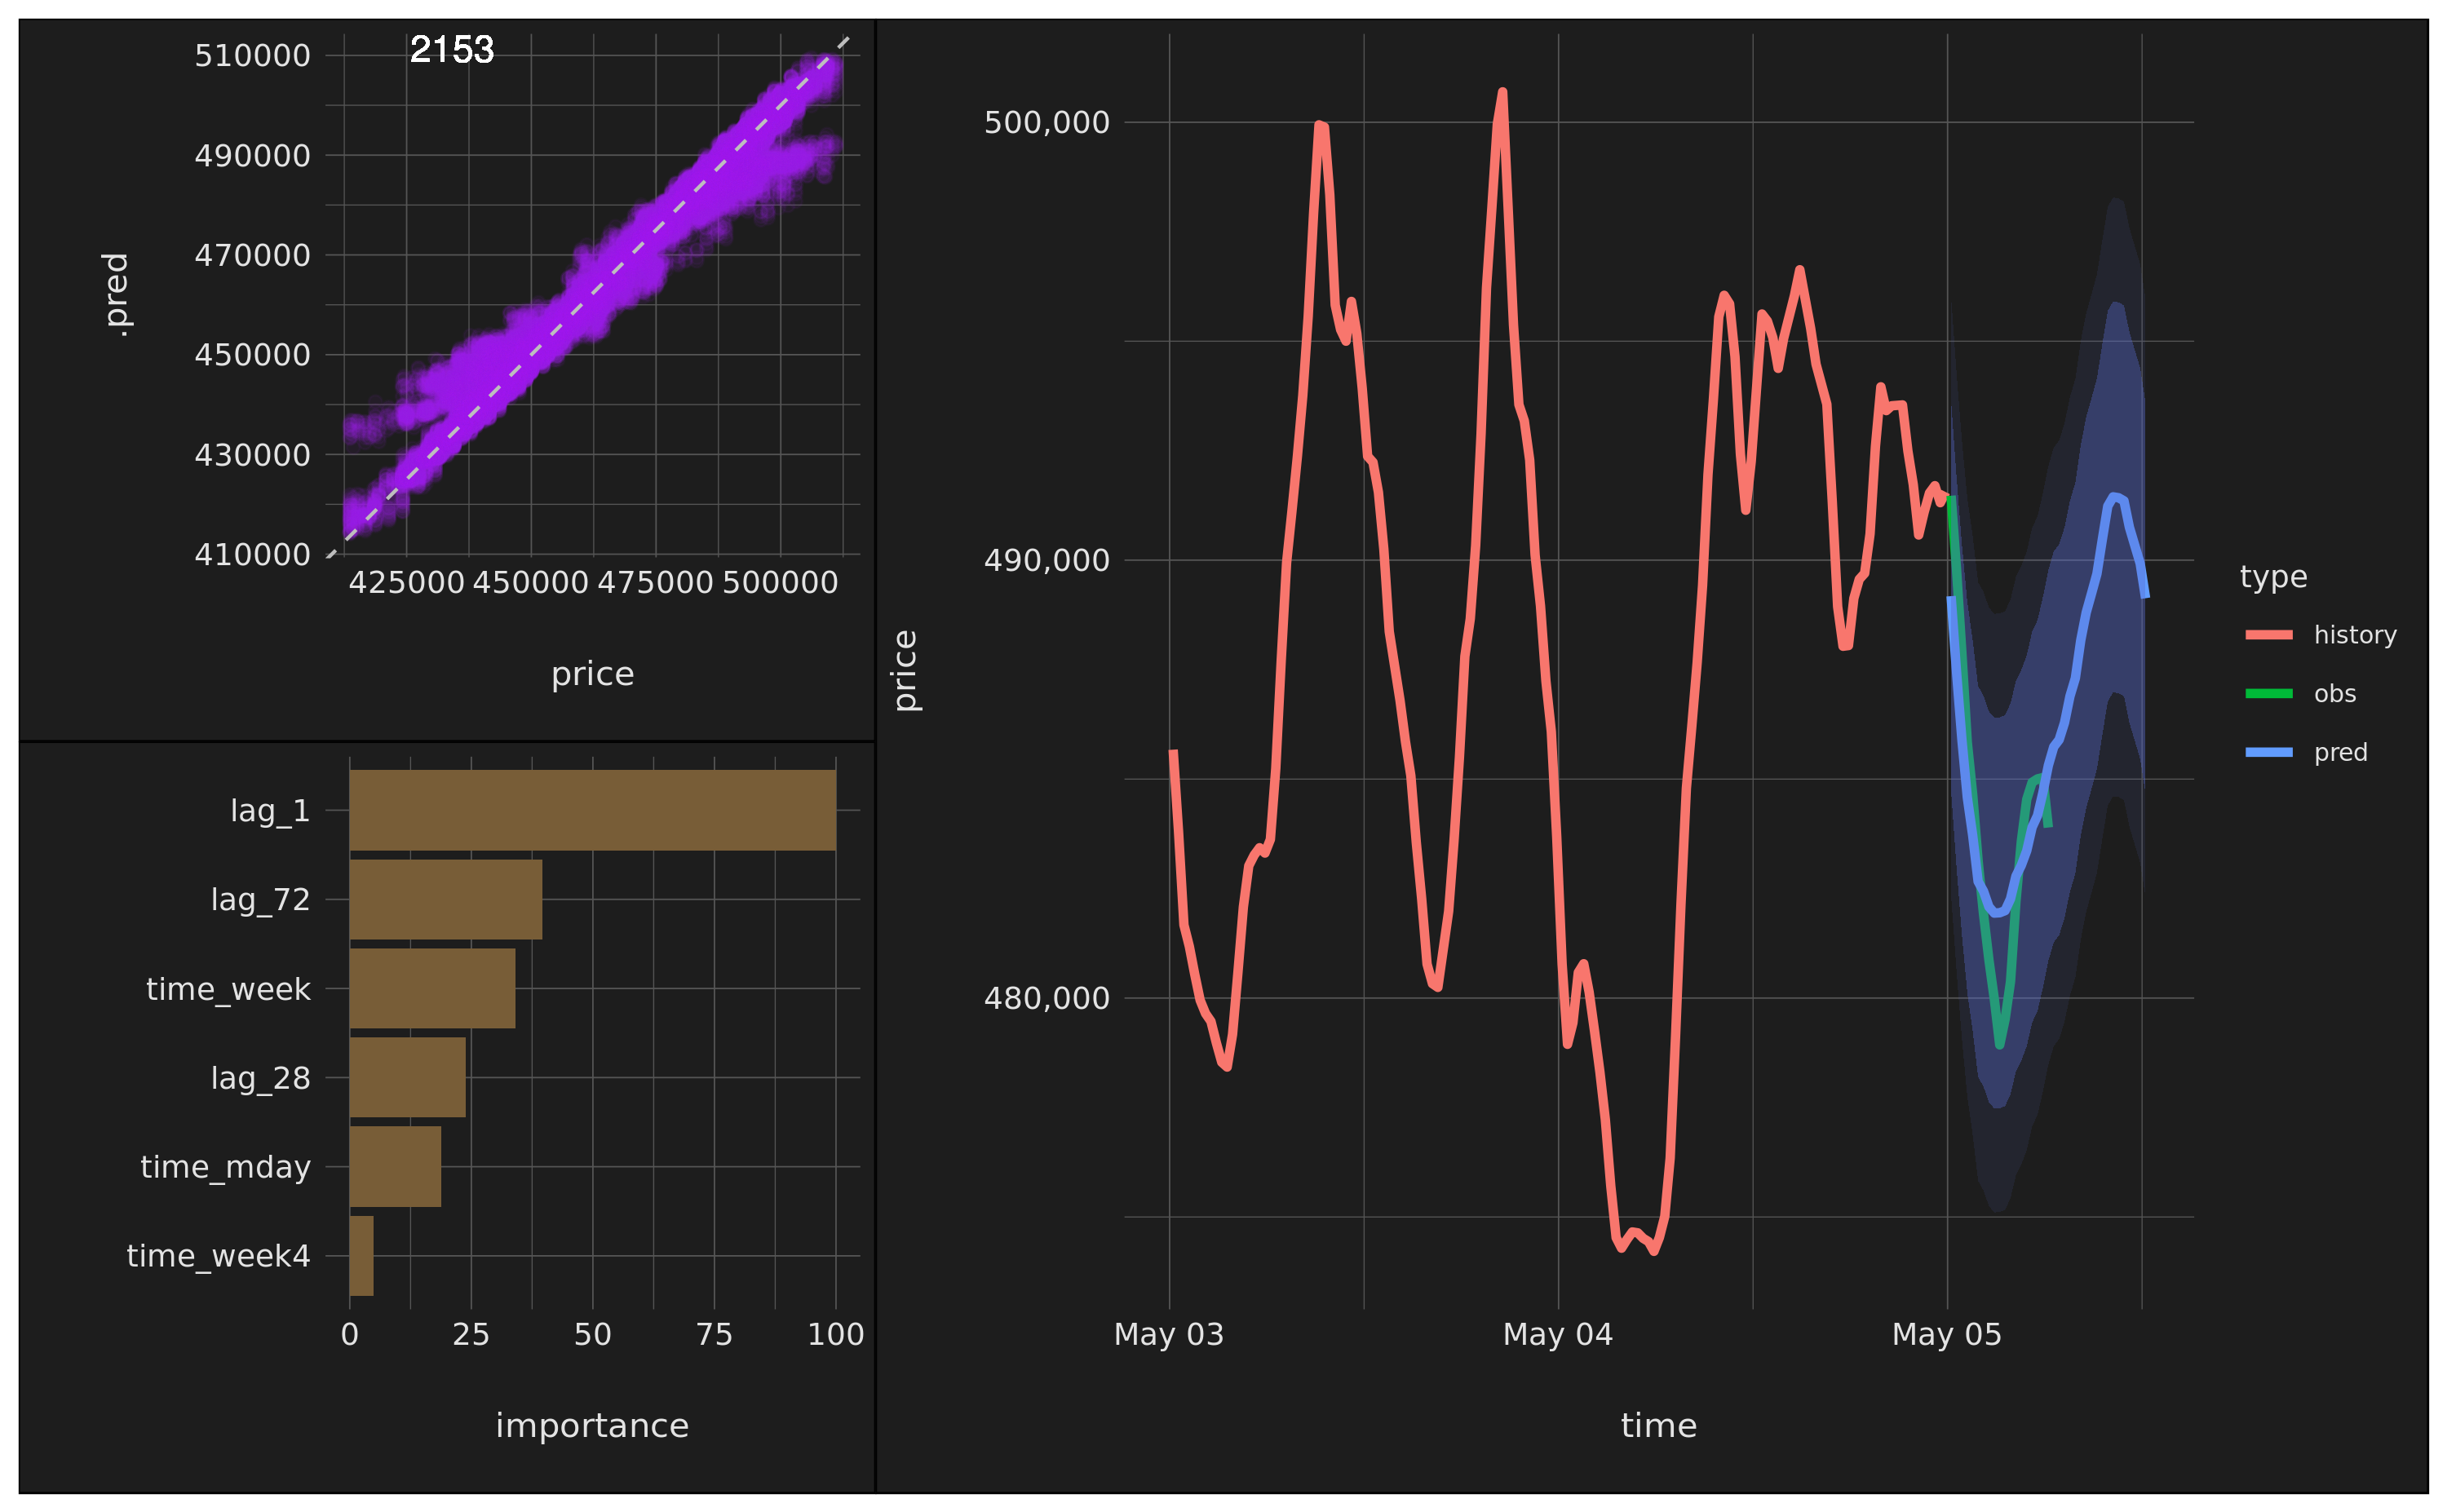 2153
510000
490000
470000
450000
430000
410000
.pred
425000 450000 475000 500000
price
lag_1
lag_72
time_week
lag_28
time_mday
time_week4
0 25 50 75 100
importance
500,000
490,000
480,000
price
May 03 May 04 May 05
time
type
history
obs
pred